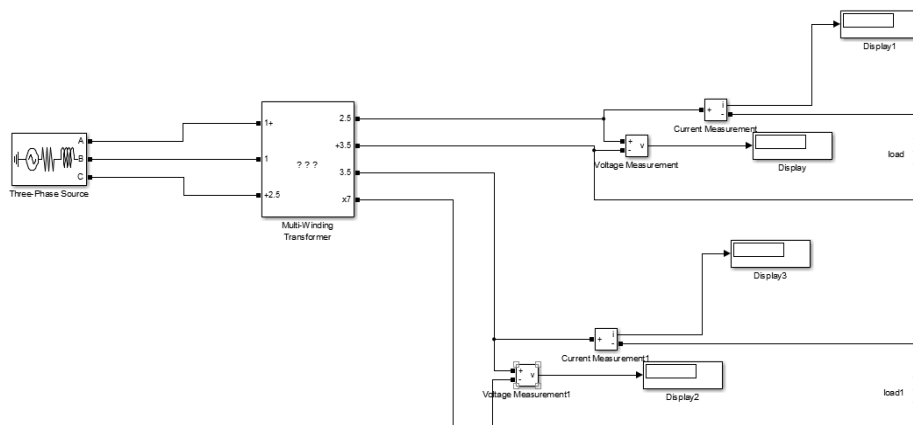 Display1
Current Measurement
+
i
-
A
B
C
Three-Phase Source
1+
1
+2.5
? ? ?
2.5
+3.5
3.5
x7
Multi-Winding
Transformer
+
-
v
Voltage Measurement
Display
load
Display3
+
i
-
Current Measurement1
+
-
v
Voltage Measurement1
Display2
load1